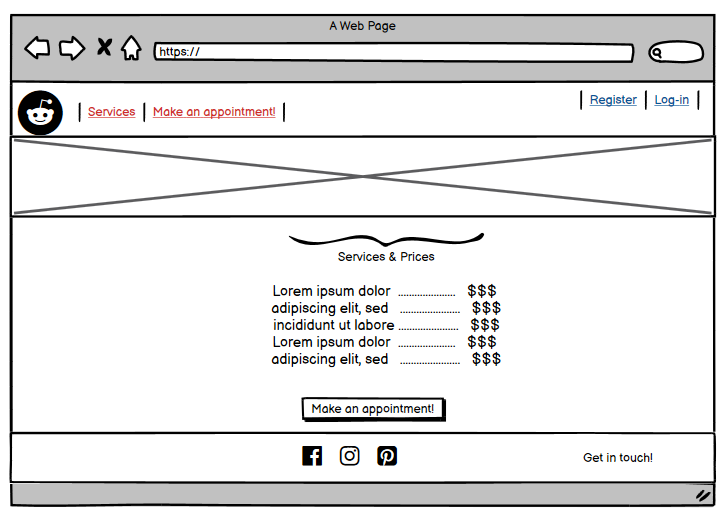 A Web Page
https://
Register Log-in
Services Make an appointment!
Services & Prices
Lorem ipsum dolor ..................... $$$
adipiscing elit, sed ...................... $$$
incididunt ut labore ...................... $$$
Lorem ipsum dolor ..................... $$$
adipiscing elit, sed ...................... $$$
Make an appointment!
Get in touch!